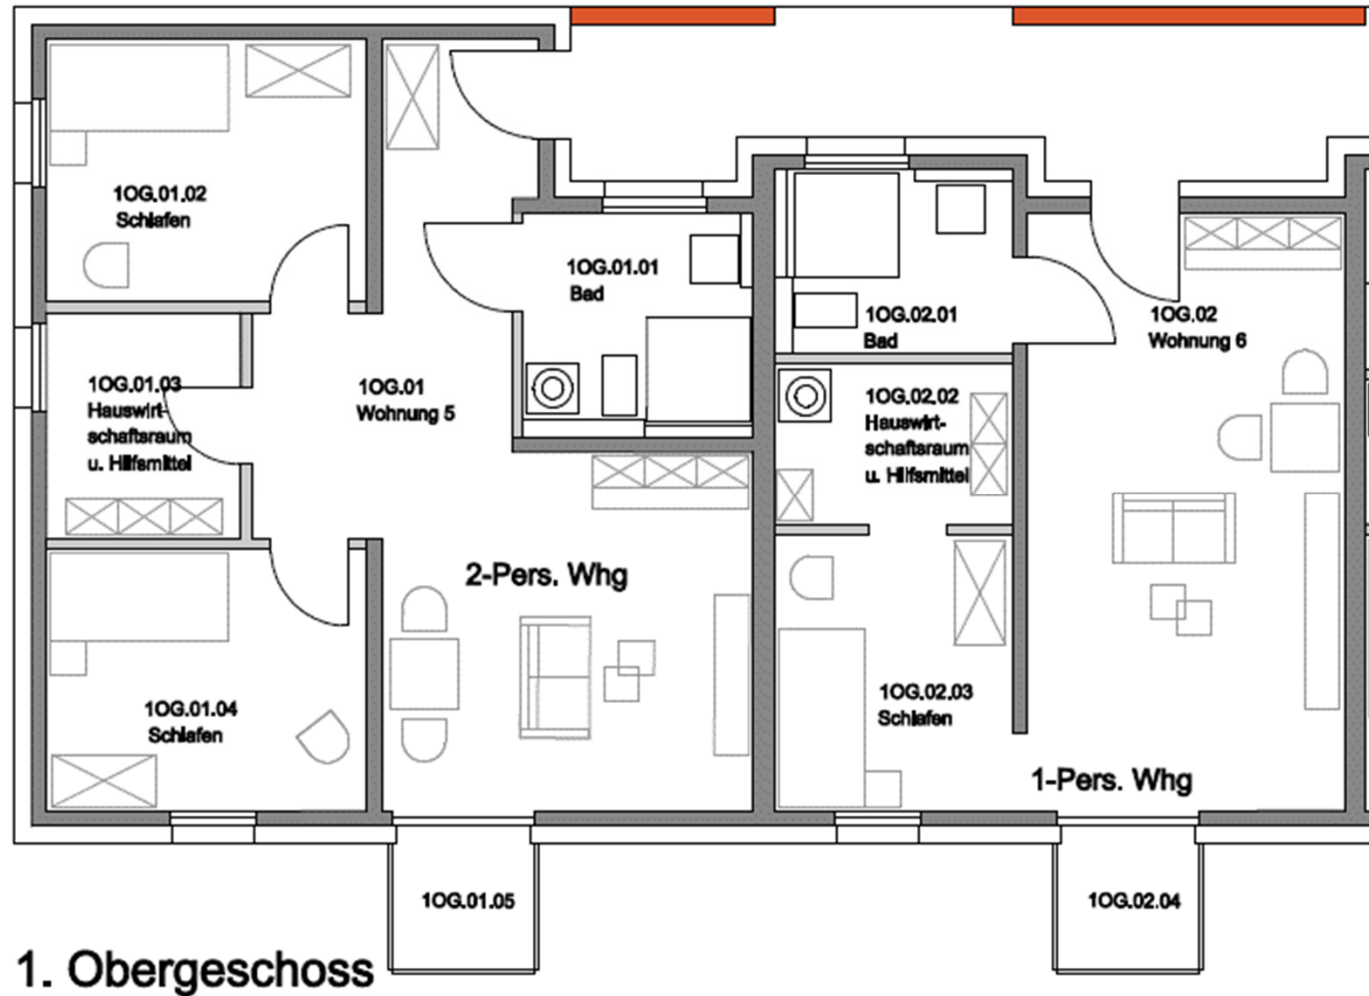 1OG.01.02
Schlafen
1OG.01.01
Bad
1OG.01.03
Hauswirt-
schaftsraum
u. Hilfsmittel
1OG.01
Wohnung 5
2-Pers. Whg
1OG.01.04
Schlafen
1OG.01.05
1OG.02.01
Bad
1OG.02
Wohnung 6
1OG.02.02
Hauswirt-
schaftsraum
u. Hilfsmittel
1OG.02.03
Schlafen
1-Pers. Whg
1OG.02.04
1. Obergeschoss